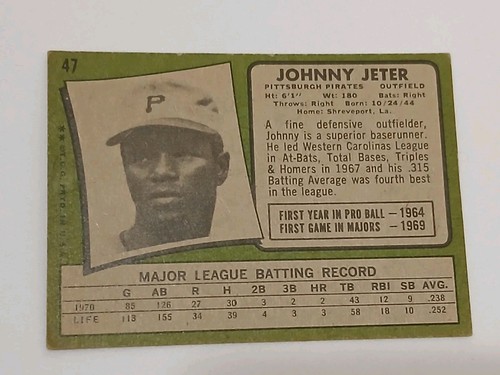 47
P
JOHNNY JETER
PITTSBURGH PIRATES OUTFIELD
Ht: 6'1" Wt: 180 Bats: Right
Throws: Right Born: 10/24/44
Home: Shreveport, La.
A fine defensive outfielder,
Johnny is a superior baserunner.
He led Western Carolinas League
in At-Bats, Total Bases, Triples
& Homers in 1967 and his .315
Batting Average was fourth best
in the league.
FIRST YEAR IN PRO BALL — 1964
FIRST GAME IN MAJORS — 1969
MAJOR LEAGUE BATTING RECORD
G AB R H 2B 3B HR TB RBI SB AVG.
1970 85 126 27 30 3 2 2 43 12 9 .238
LIFE 113 155 34 39 4 3 3 58 18 10 .252